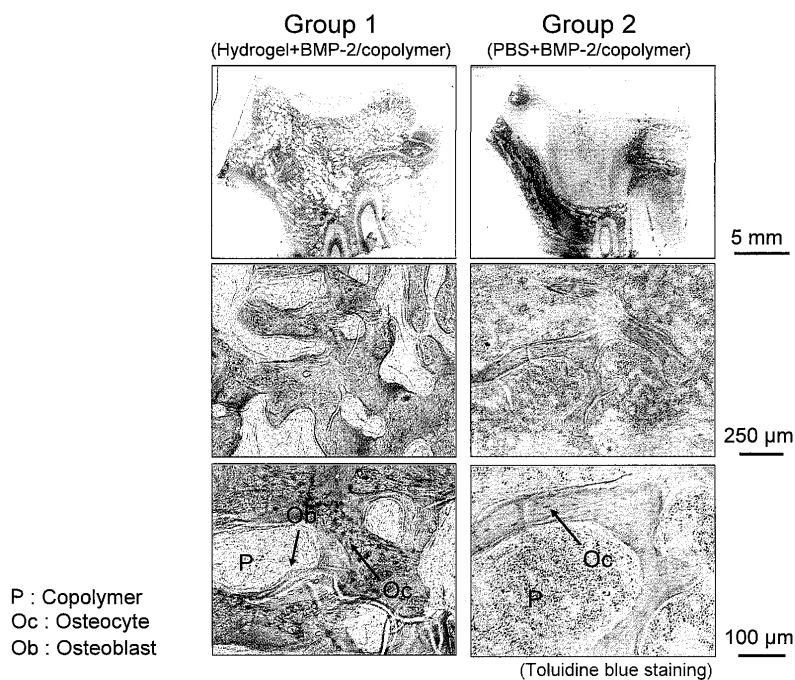 Group 1
(Hydrogel+BMP-2/copolymer)
Group 2
(PBS+BMP-2/copolymer)
5 mm
250 µm
Ob
P
Oc
Oc
P
P : Copolymer
Oc : Osteocyte
Ob : Osteoblast
100 µm
(Toluidine blue staining)